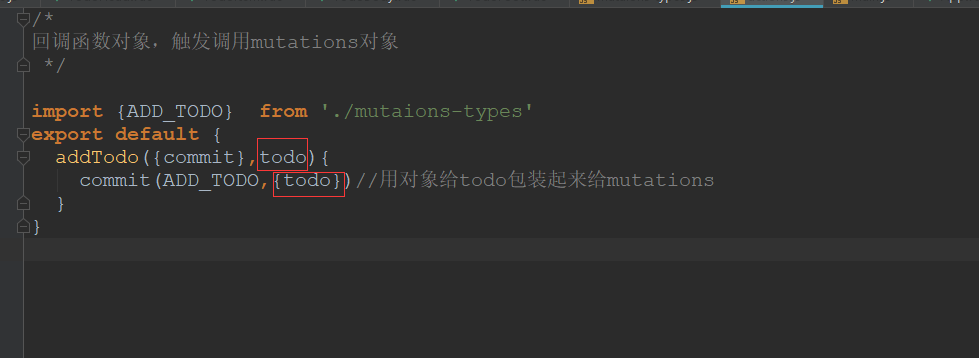 /*
回调函数对象，触发调用mutations对象
*/
import {ADD_TODO}  from './mutaions-types'
export default {
addTodo({commit},todo){
commit(ADD_TODO,{todo})//用对象给todo包装起来给mutations
}
}